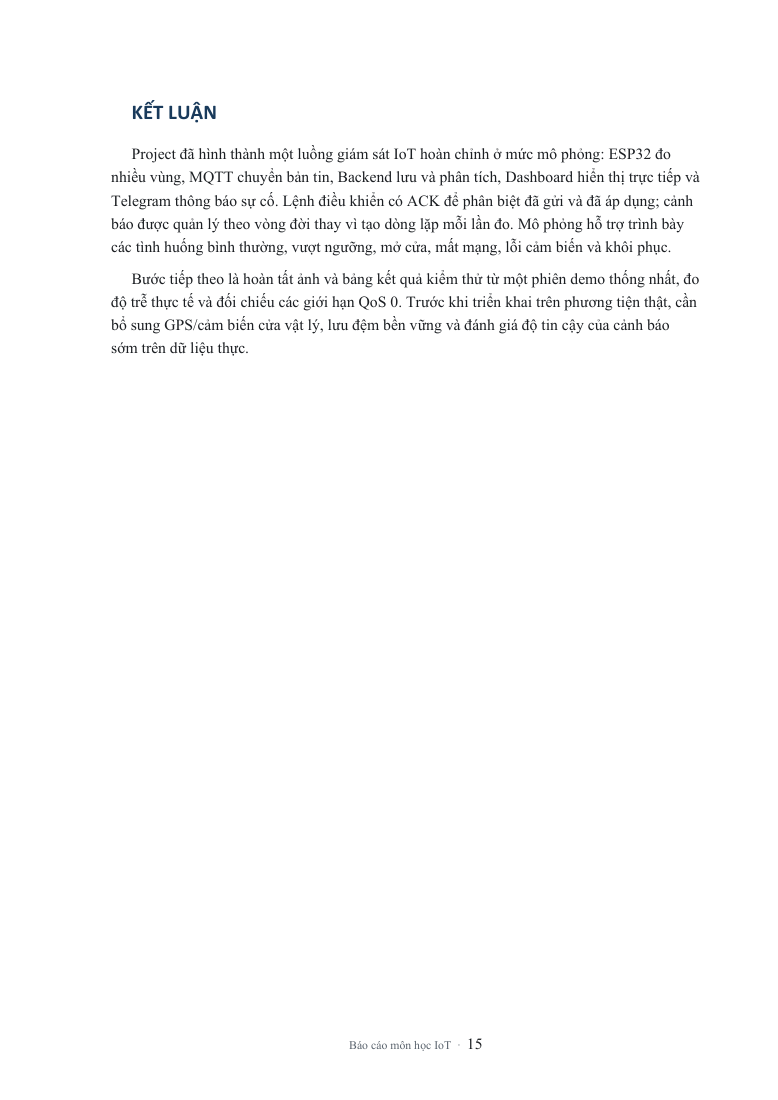 KẾT LUẬN
Project đã hình thành một luồng giám sát IoT hoàn chỉnh ở mức mô phỏng: ESP32 đo
nhiều vùng, MQTT chuyển bản tin, Backend lưu và phân tích, Dashboard hiển thị trực tiếp và
Telegram thông báo sự cố. Lệnh điều khiển có ACK để phân biệt đã gửi và đã áp dụng; cảnh
báo được quản lý theo vòng đời thay vì tạo dòng lặp mỗi lần đo. Mô phỏng hỗ trợ trình bày
các tình huống bình thường, vượt ngưỡng, mở cửa, mất mạng, lỗi cảm biến và khôi phục.
Bước tiếp theo là hoàn tất ảnh và bảng kết quả kiểm thử từ một phiên demo thống nhất, đo
độ trễ thực tế và đối chiếu các giới hạn QoS 0. Trước khi triển khai trên phương tiện thật, cần
bổ sung GPS/cảm biến cửa vật lý, lưu đệm bền vững và đánh giá độ tin cậy của cảnh báo
sớm trên dữ liệu thực.
Báo cáo môn học IoT · 15